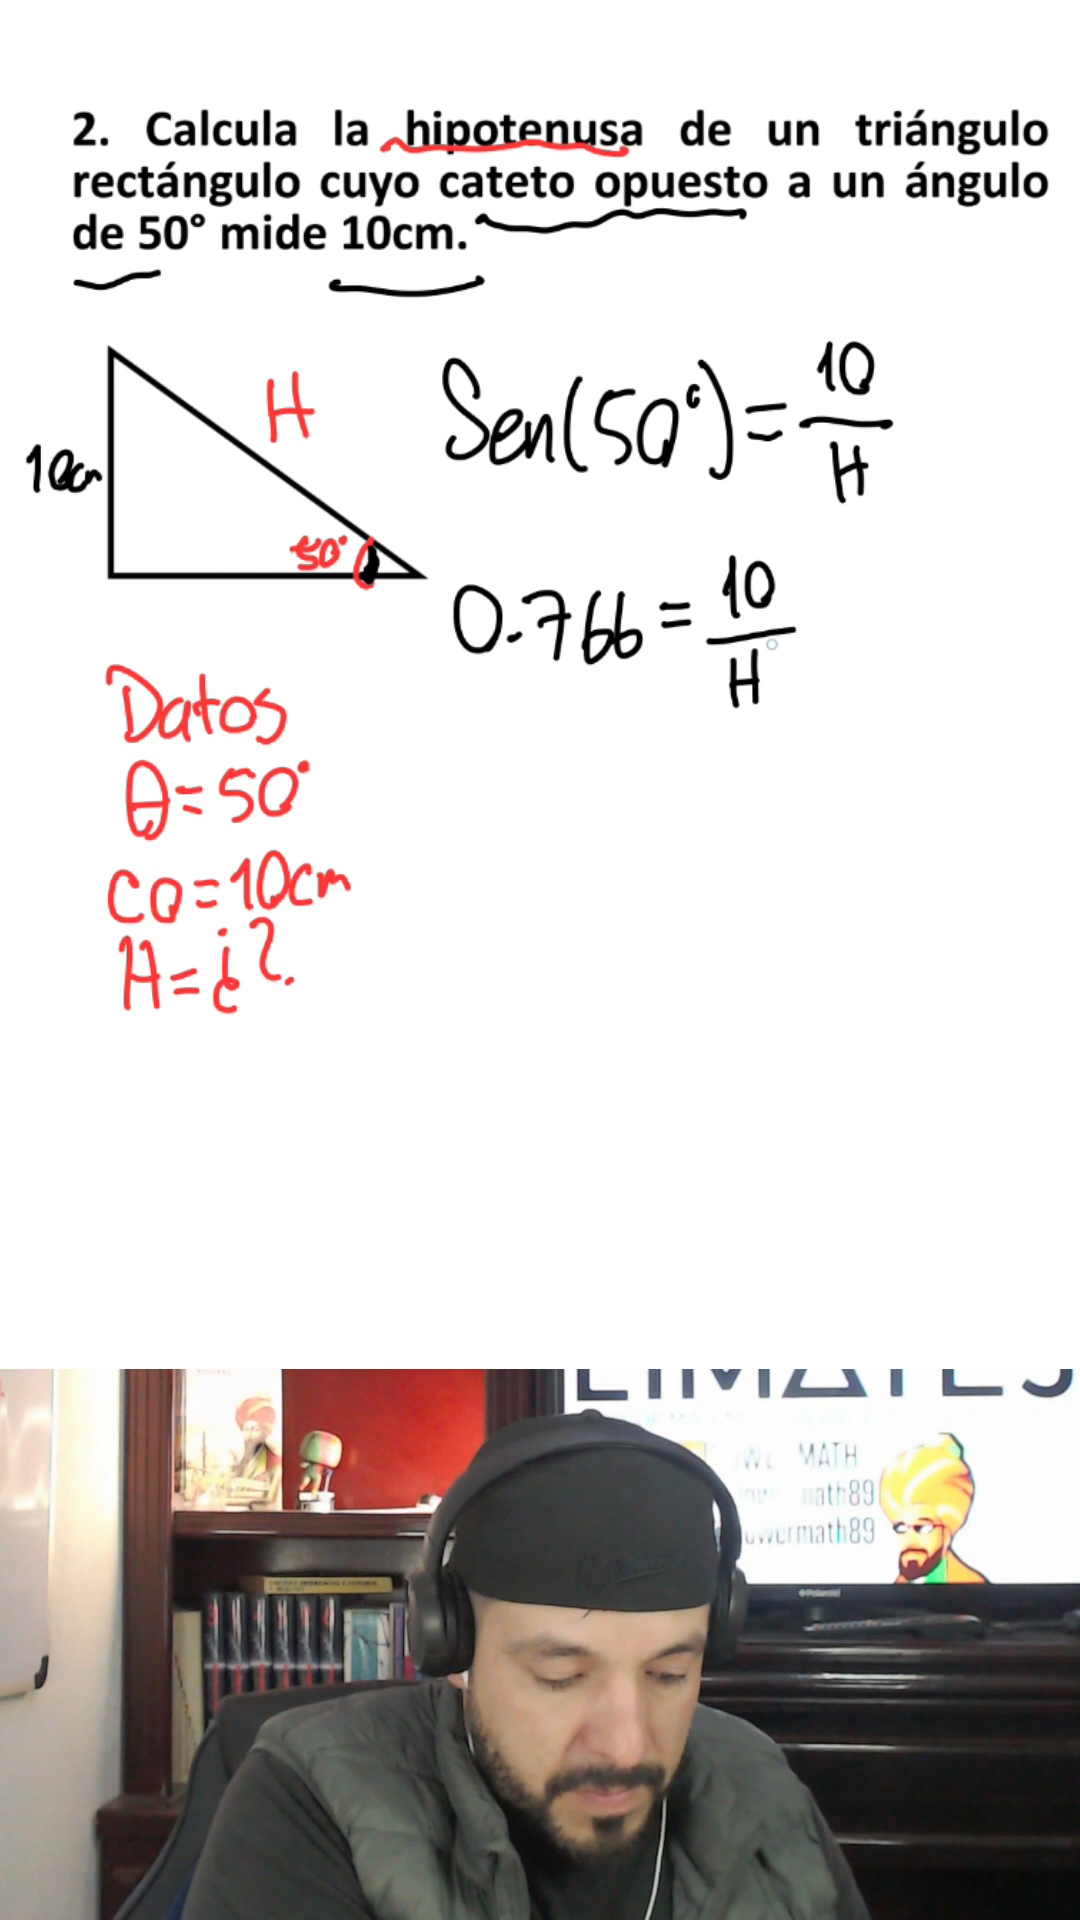 2. Calcula la hipotenusa de un triángulo
rectángulo cuyo cateto opuesto a un ángulo
de 50° mide 10cm.
H
10cm
50°
Sen(50°)=10/H
0.766=10/H
Datos
θ=50°
CO=10cm
H=¿?.
MATH
math89
owermath89
Polaroid